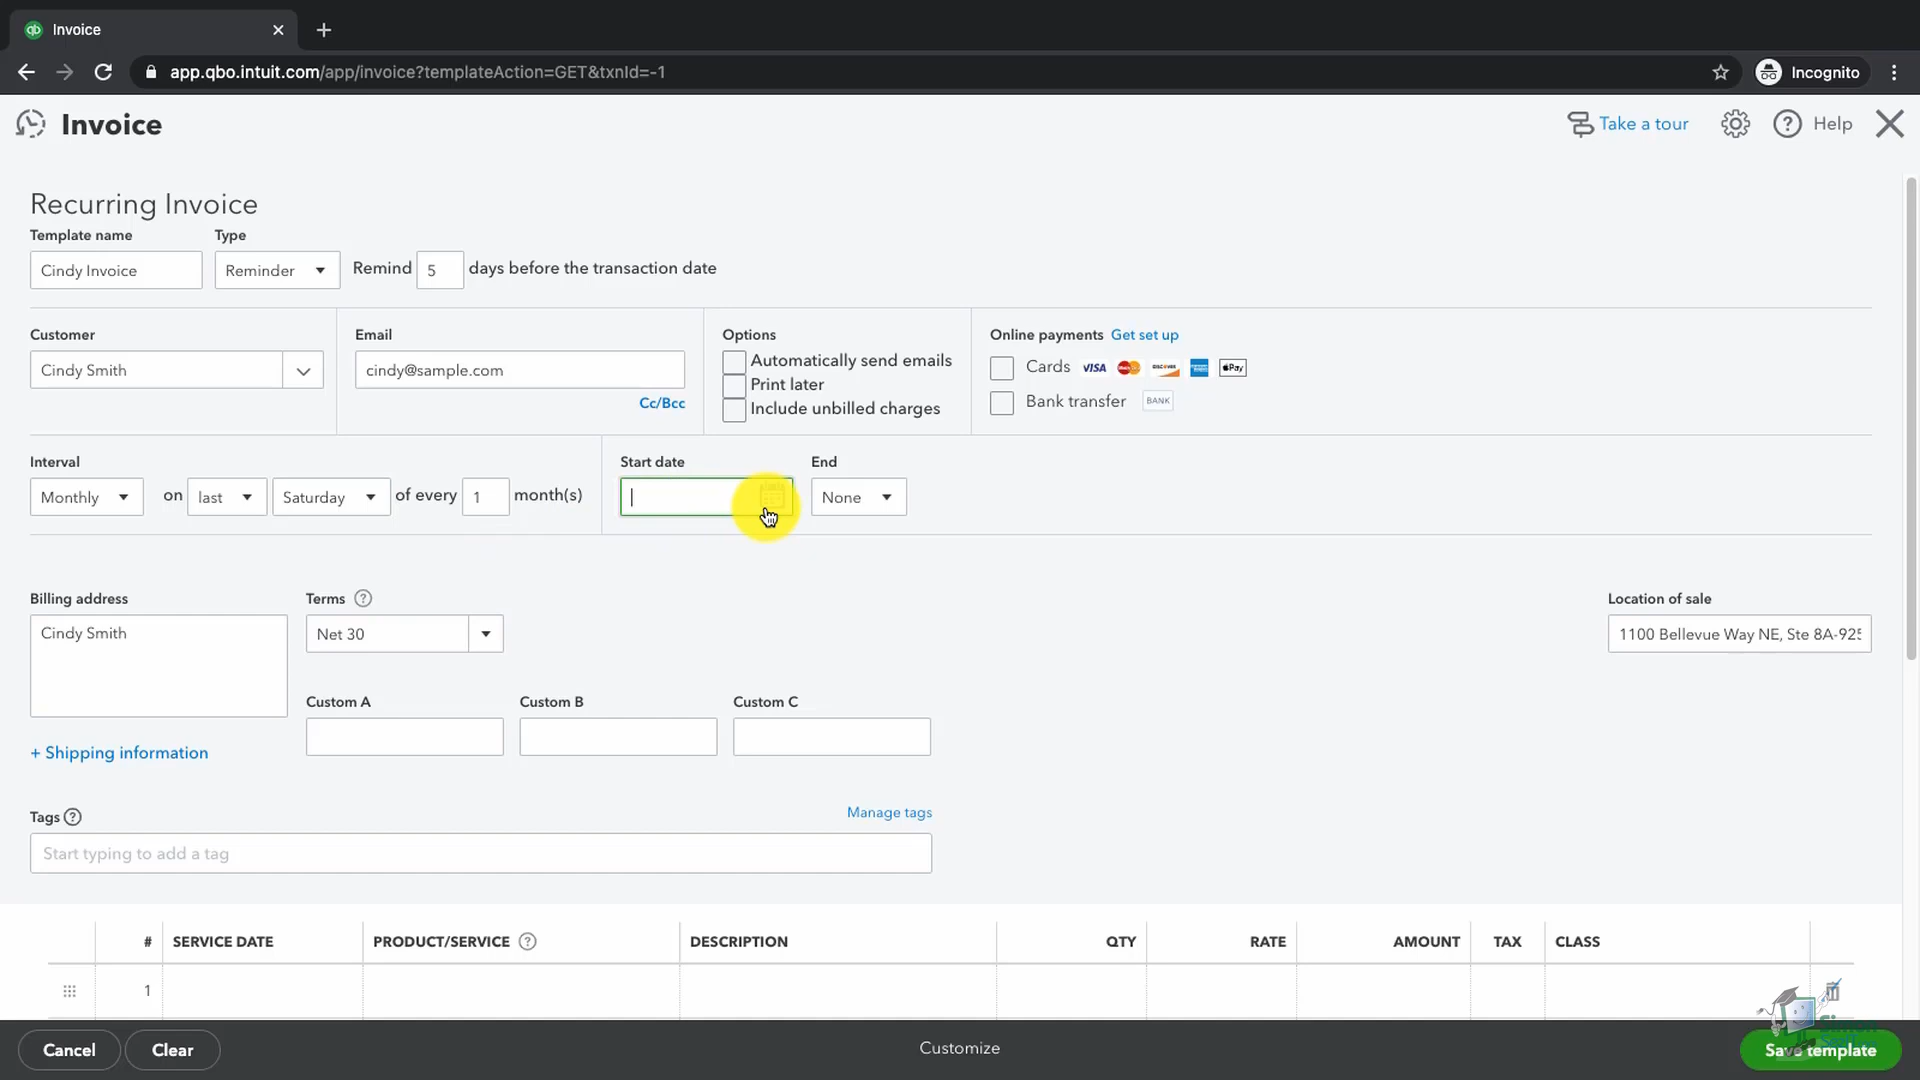 Invoice
app.qbo.intuit.com/app/invoice?templateAction=GET&txnId=-1
Incognito
Invoice
Take a tour
Help
Recurring Invoice
Template name Type
Cindy Invoice Reminder Remind 5 days before the transaction date
Customer Email Options Online payments Get set up
Cindy Smith cindy@sample.com Automatically send emails Cards VISA DISCOVER Pay
Print later
Cc/Bcc Include unbilled charges Bank transfer BANK
Interval Start date End
Monthly on last Saturday of every 1 month(s) None
Billing address Terms Location of sale
Cindy Smith Net 30 1100 Bellevue Way NE, Ste 8A-925
Custom A Custom B Custom C
+ Shipping information
Tags Manage tags
Start typing to add a tag
# SERVICE DATE PRODUCT/SERVICE DESCRIPTION QTY RATE AMOUNT TAX CLASS
1
Cancel Clear Customize Save template